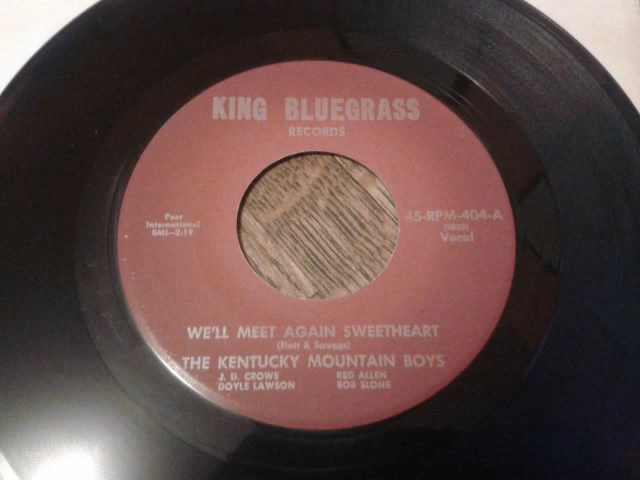 KING BLUEGRASS
RECORDS
Peer
International
BMI—2:19
45-RPM-404-A
Vocal
WE'LL MEET AGAIN SWEETHEART
(Flatt & Scruggs)
THE KENTUCKY MOUNTAIN BOYS
J. D. CROWE RED ALLEN
DOYLE LAWSON BOB SLONE